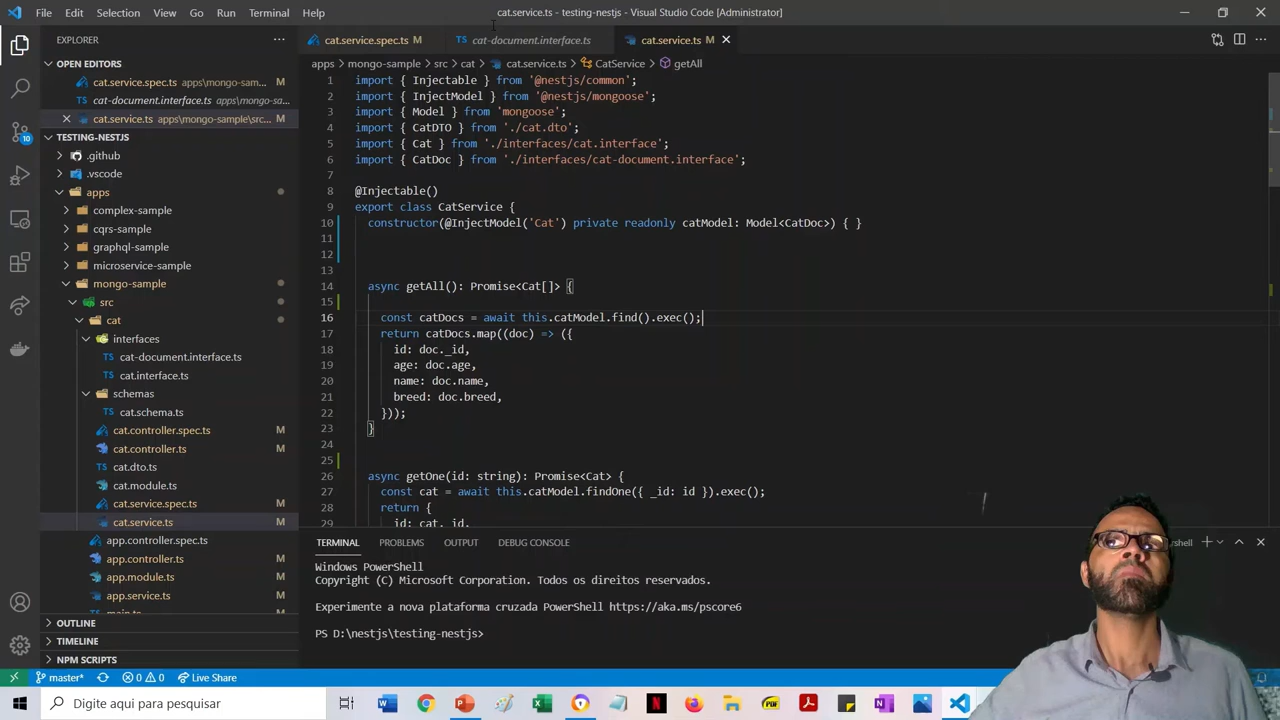 File Edit Selection View Go Run Terminal Help
cat.service.ts - testing-nestjs - Visual Studio Code [Administrator]
EXPLORER
OPEN EDITORS
cat.service.spec.ts apps\mongo-sample... M
cat-document.interface.ts apps\mongo-sa...
cat.service.ts apps\mongo-sample\src... M
TESTING-NESTJS
.github
.vscode
apps
complex-sample
cqrs-sample
graphql-sample
microservice-sample
mongo-sample
src
cat
interfaces
TS cat-document.interface.ts
TS cat.interface.ts
schemas
TS cat.schema.ts
cat.controller.spec.ts M
cat.controller.ts M
cat.dto.ts
cat.module.ts
cat.service.spec.ts M
cat.service.ts M
app.controller.spec.ts
app.controller.ts M
app.module.ts M
app.service.ts M
main.ts
OUTLINE
TIMELINE
NPM SCRIPTS
10
cat.service.spec.ts M
TS cat-document.interface.ts
cat.service.ts M
apps > mongo-sample > src > cat > cat.service.ts > CatService > getAll
1 import { Injectable } from '@nestjs/common';
2 import { InjectModel } from '@nestjs/mongoose';
3 import { Model } from 'mongoose';
4 import { CatDTO } from './cat.dto';
5 import { Cat } from './interfaces/cat.interface';
6 import { CatDoc } from './interfaces/cat-document.interface';
7
8 @Injectable()
9 export class CatService {
10 constructor(@InjectModel('Cat') private readonly catModel: Model<CatDoc>) { }
11
12
13
14 async getAll(): Promise<Cat[]> {
15
16 const catDocs = await this.catModel.find().exec();
17 return catDocs.map((doc) => ({
18 id: doc._id,
19 age: doc.age,
20 name: doc.name,
21 breed: doc.breed,
22 }));
23 }
24
25
26 async getOne(id: string): Promise<Cat> {
27 const cat = await this.catModel.findOne({ _id: id }).exec();
28 return {
29 id: cat._id,
TERMINAL PROBLEMS OUTPUT DEBUG CONSOLE
Windows PowerShell
Copyright (C) Microsoft Corporation. Todos os direitos reservados.
Experimente a nova plataforma cruzada PowerShell https://aka.ms/pscore6
PS D:\nestjs\testing-nestjs>
master* 0 0 Live Share
Digite aqui para pesquisar